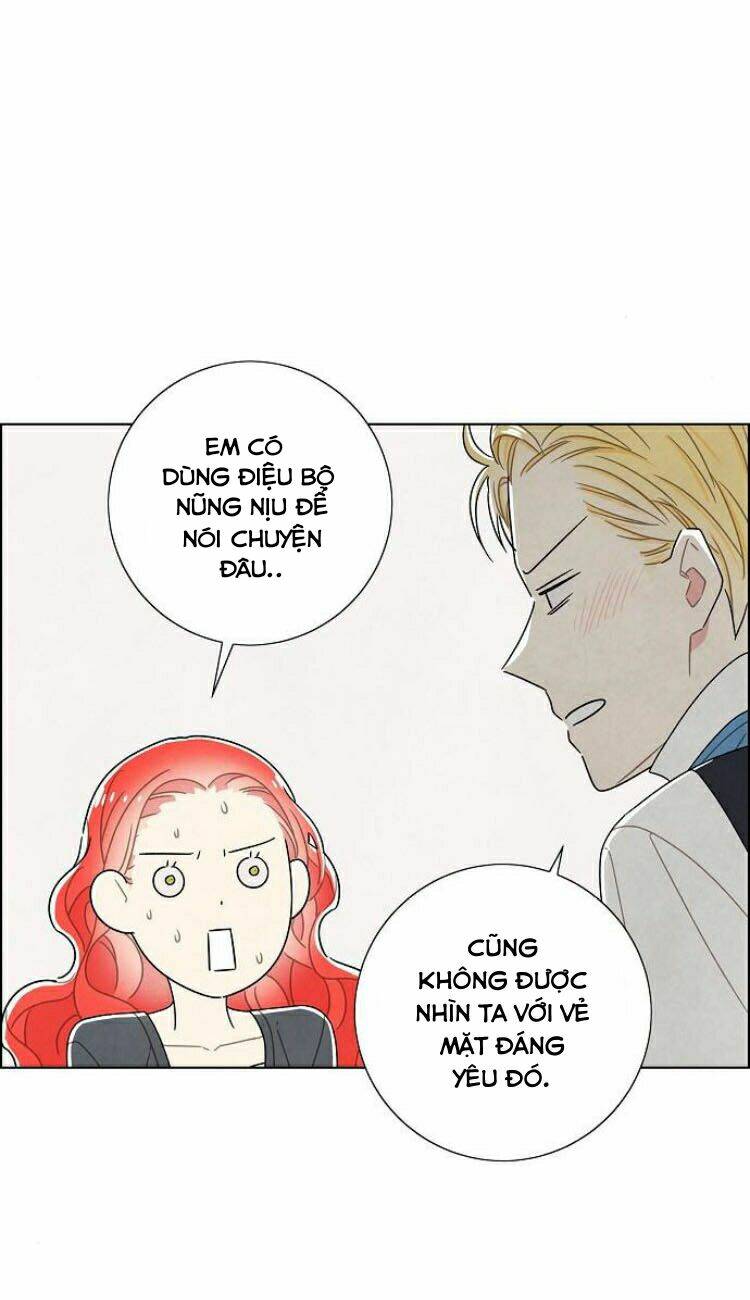 EM CÓ
DÙNG ĐIỆU BỘ
NŨNG NỊU ĐỂ
NÓI CHUYỆN
ĐÂU..
CŨNG
KHÔNG ĐƯỢC
NHÌN TA VỚI VẺ
MẶT ĐÁNG
YÊU ĐÓ.